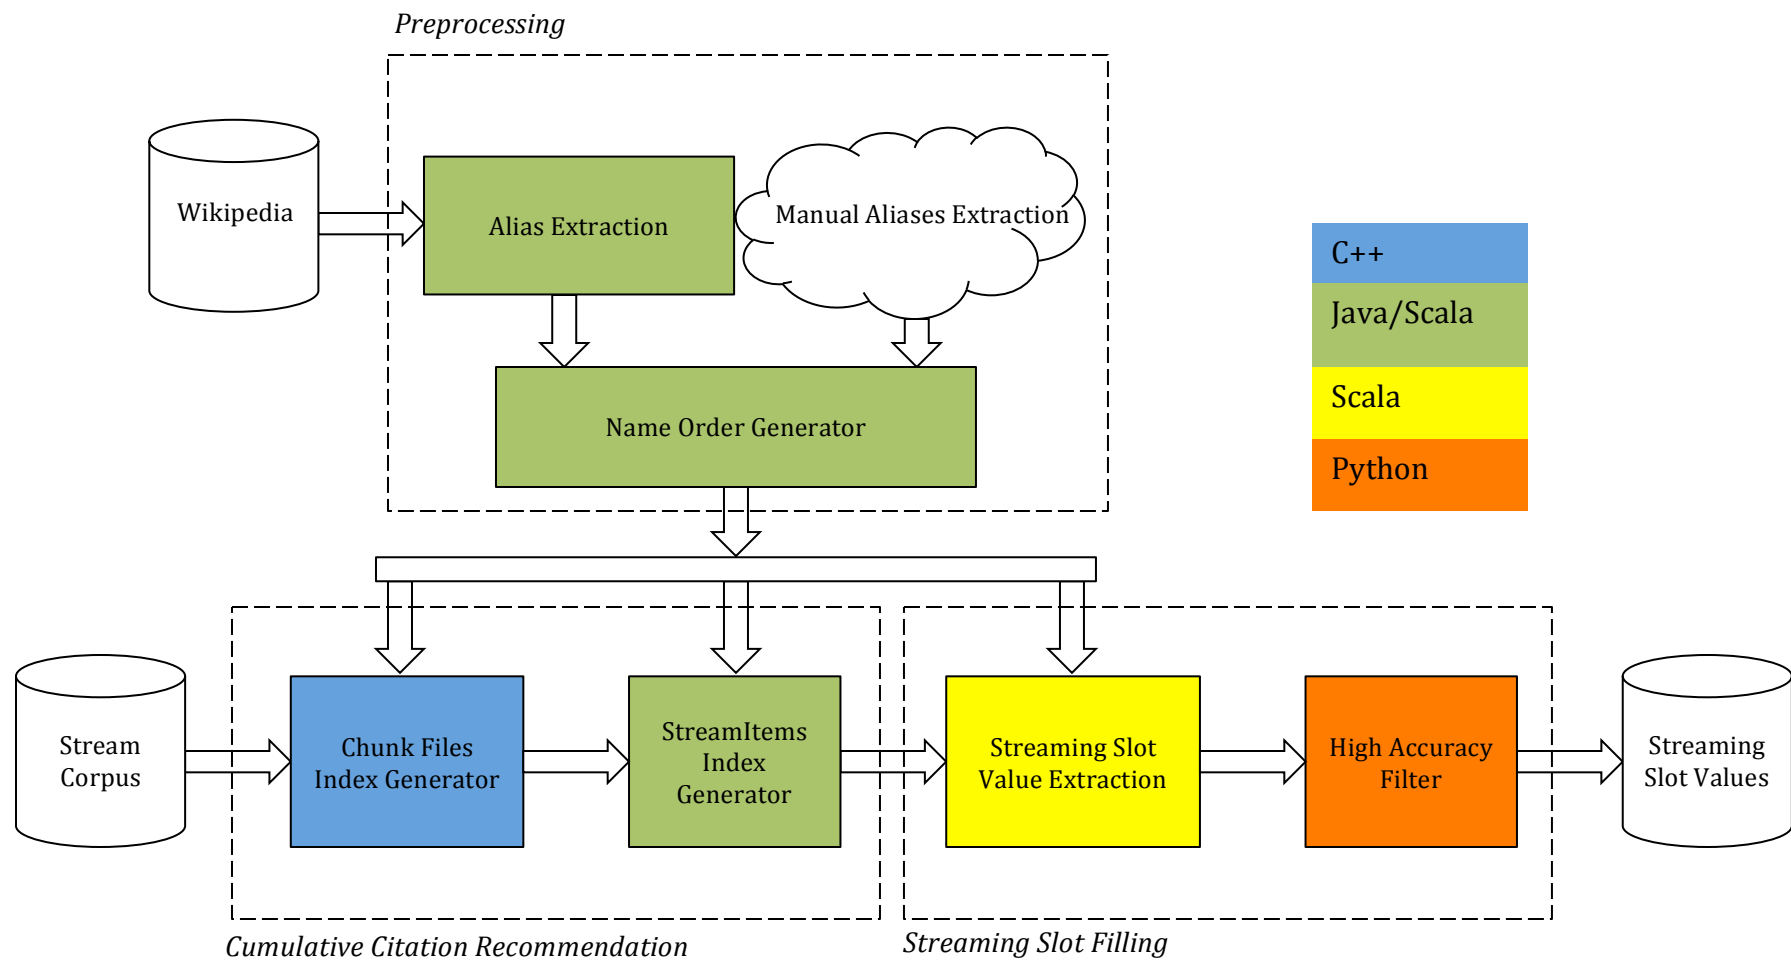 Preprocessing
Wikipedia
Alias Extraction
Manual Aliases Extraction
Name Order Generator
C++
Java/Scala
Scala
Python
Stream
Corpus
Chunk Files
Index Generator
StreamItems
Index
Generator
Streaming Slot
Value Extraction
High Accuracy
Filter
Streaming
Slot Values
Cumulative Citation Recommendation
Streaming Slot Filling